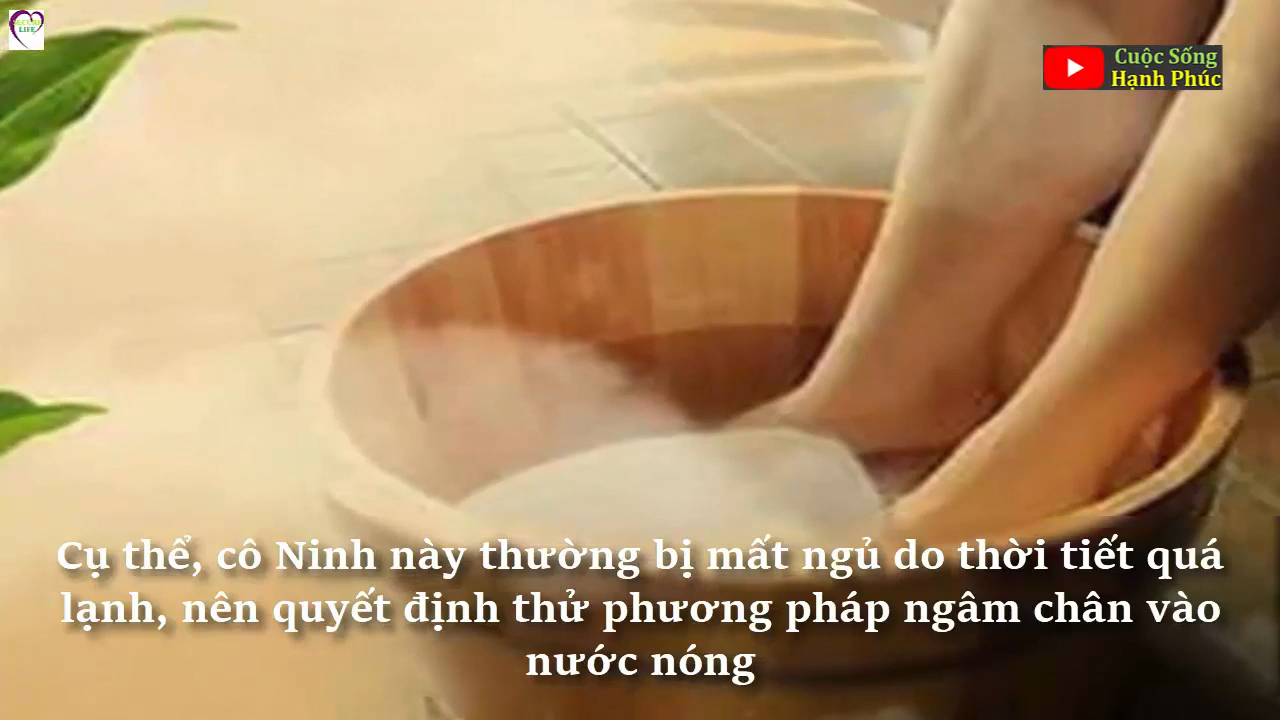 LIFE
Cuộc Sống
Hạnh Phúc
Cụ thể, cô Ninh này thường bị mất ngủ do thời tiết quá
lạnh, nên quyết định thử phương pháp ngâm chân vào
nước nóng